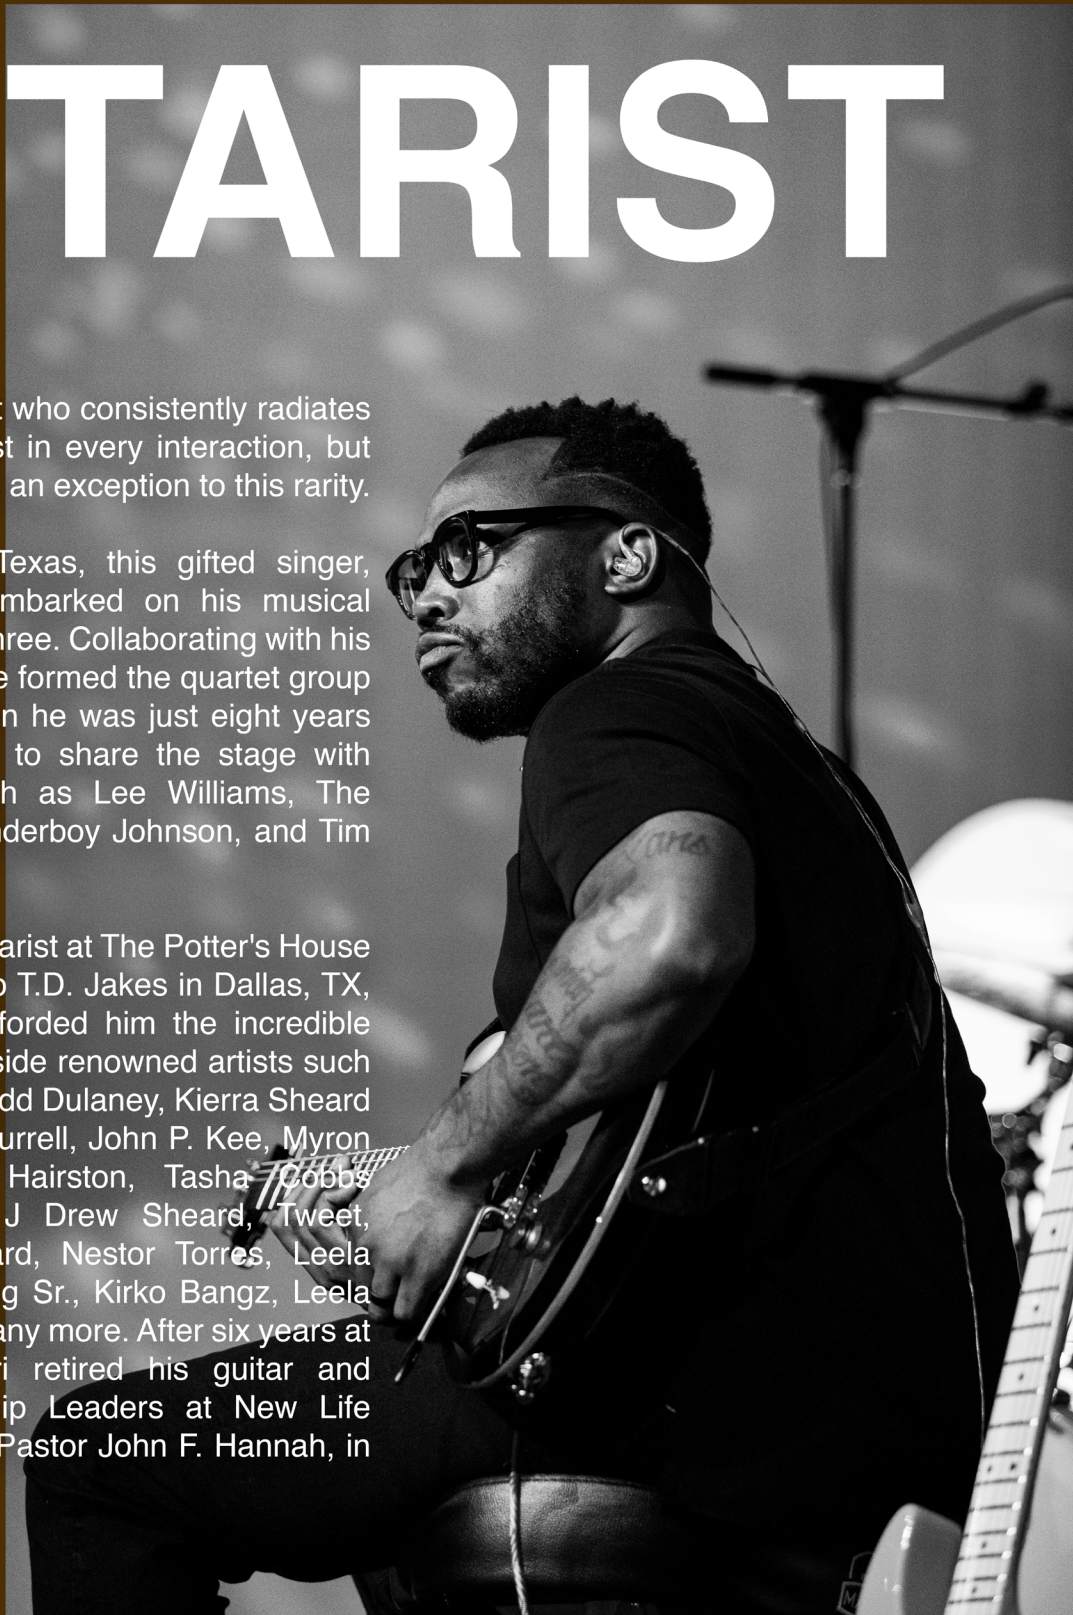 TARIST
t who consistently radiates
st in every interaction, but
an exception to this rarity.
Texas, this gifted singer,
mbarked on his musical
hree. Collaborating with his
e formed the quartet group
n he was just eight years
to share the stage with
h as Lee Williams, The
nderboy Johnson, and Tim
arist at The Potter's House
o T.D. Jakes in Dallas, TX,
forded him the incredible
side renowned artists such
dd Dulaney, Kierra Sheard
urrell, John P. Kee, Myron
Hairston, Tasha Cobbs
J Drew Sheard, Tweet,
ard, Nestor Torres, Leela
g Sr., Kirko Bangz, Leela
any more. After six years at
ri retired his guitar and
ip Leaders at New Life
Pastor John F. Hannah, in